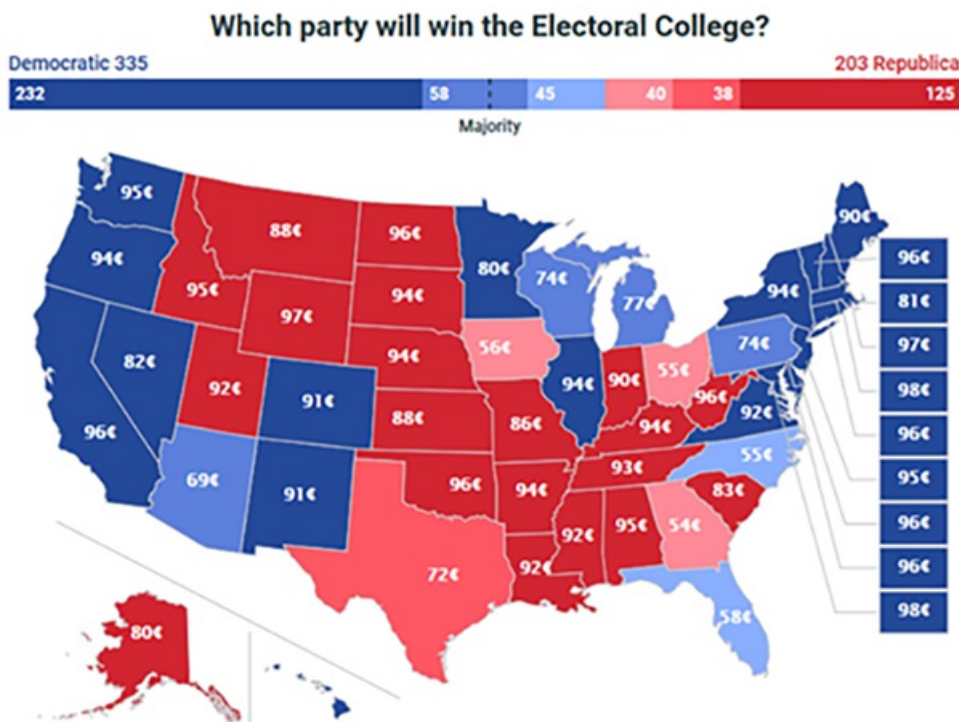 Which party will win the Electoral College?
Democratic 335 203 Republica
232 58 45 40 38 125
Majority
95¢ 88¢ 96¢ 90¢
94¢ 80¢ 74¢ 96¢
95¢ 94¢ 77¢ 94¢ 81¢
97¢
82¢ 94¢ 56¢ 74¢ 97¢
92¢ 91¢ 94¢ 90¢ 55¢ 96¢ 98¢
96¢ 88¢ 86¢ 94¢ 92¢ 96¢
69¢ 91¢ 96¢ 94¢ 93¢ 55¢ 95¢
92¢ 95¢ 54¢ 83¢ 96¢
72¢ 92¢ 96¢
80¢ 58¢ 98¢